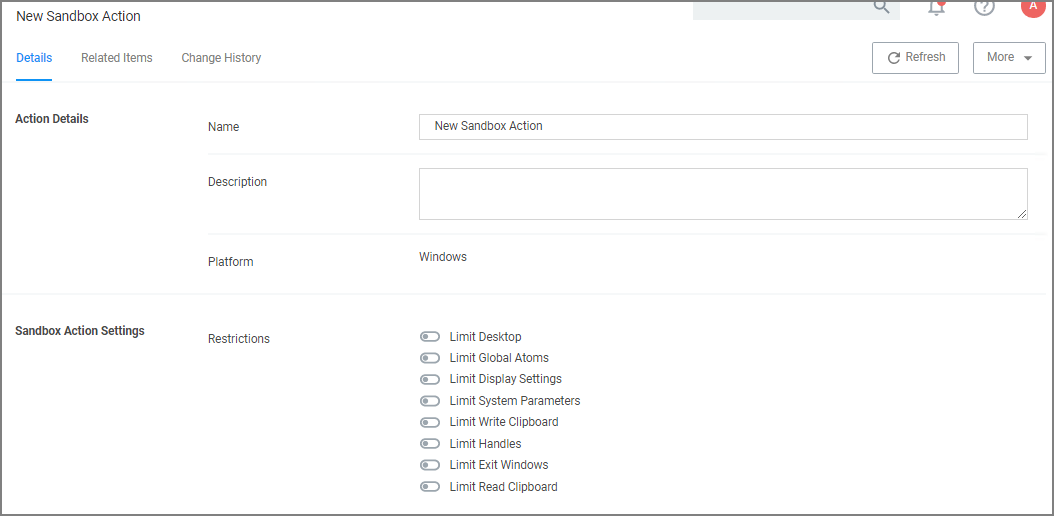 New Sandbox Action
A
Details Related Items Change History Refresh More
Action Details
Name New Sandbox Action
Description
Platform Windows
Sandbox Action Settings
Restrictions Limit Desktop
Limit Global Atoms
Limit Display Settings
Limit System Parameters
Limit Write Clipboard
Limit Handles
Limit Exit Windows
Limit Read Clipboard